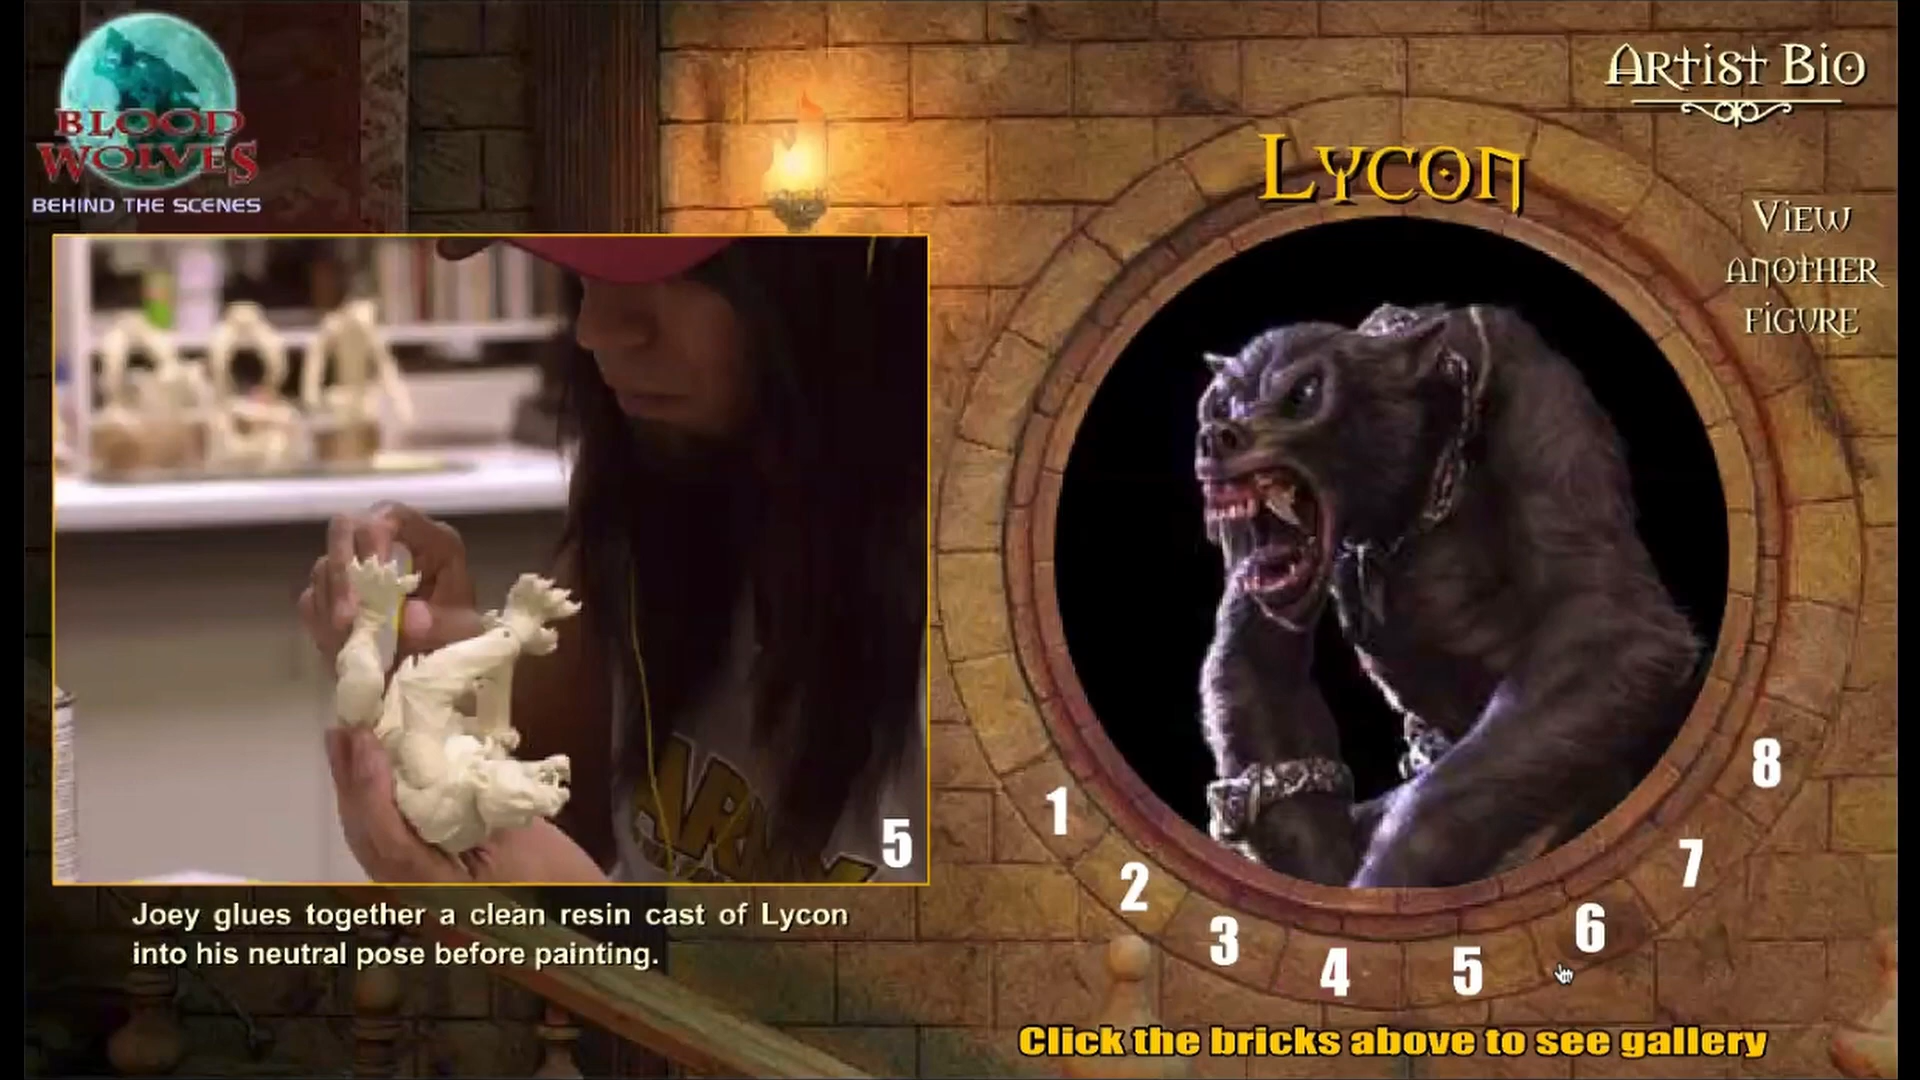 BLOOD
WOLVES
BEHIND THE SCENES
Artist Bio
Lycon
View
another
figure
ARMY
5
Joey glues together a clean resin cast of Lycon
into his neutral pose before painting.
1
2
3
4
5
6
7
8
Click the bricks above to see gallery